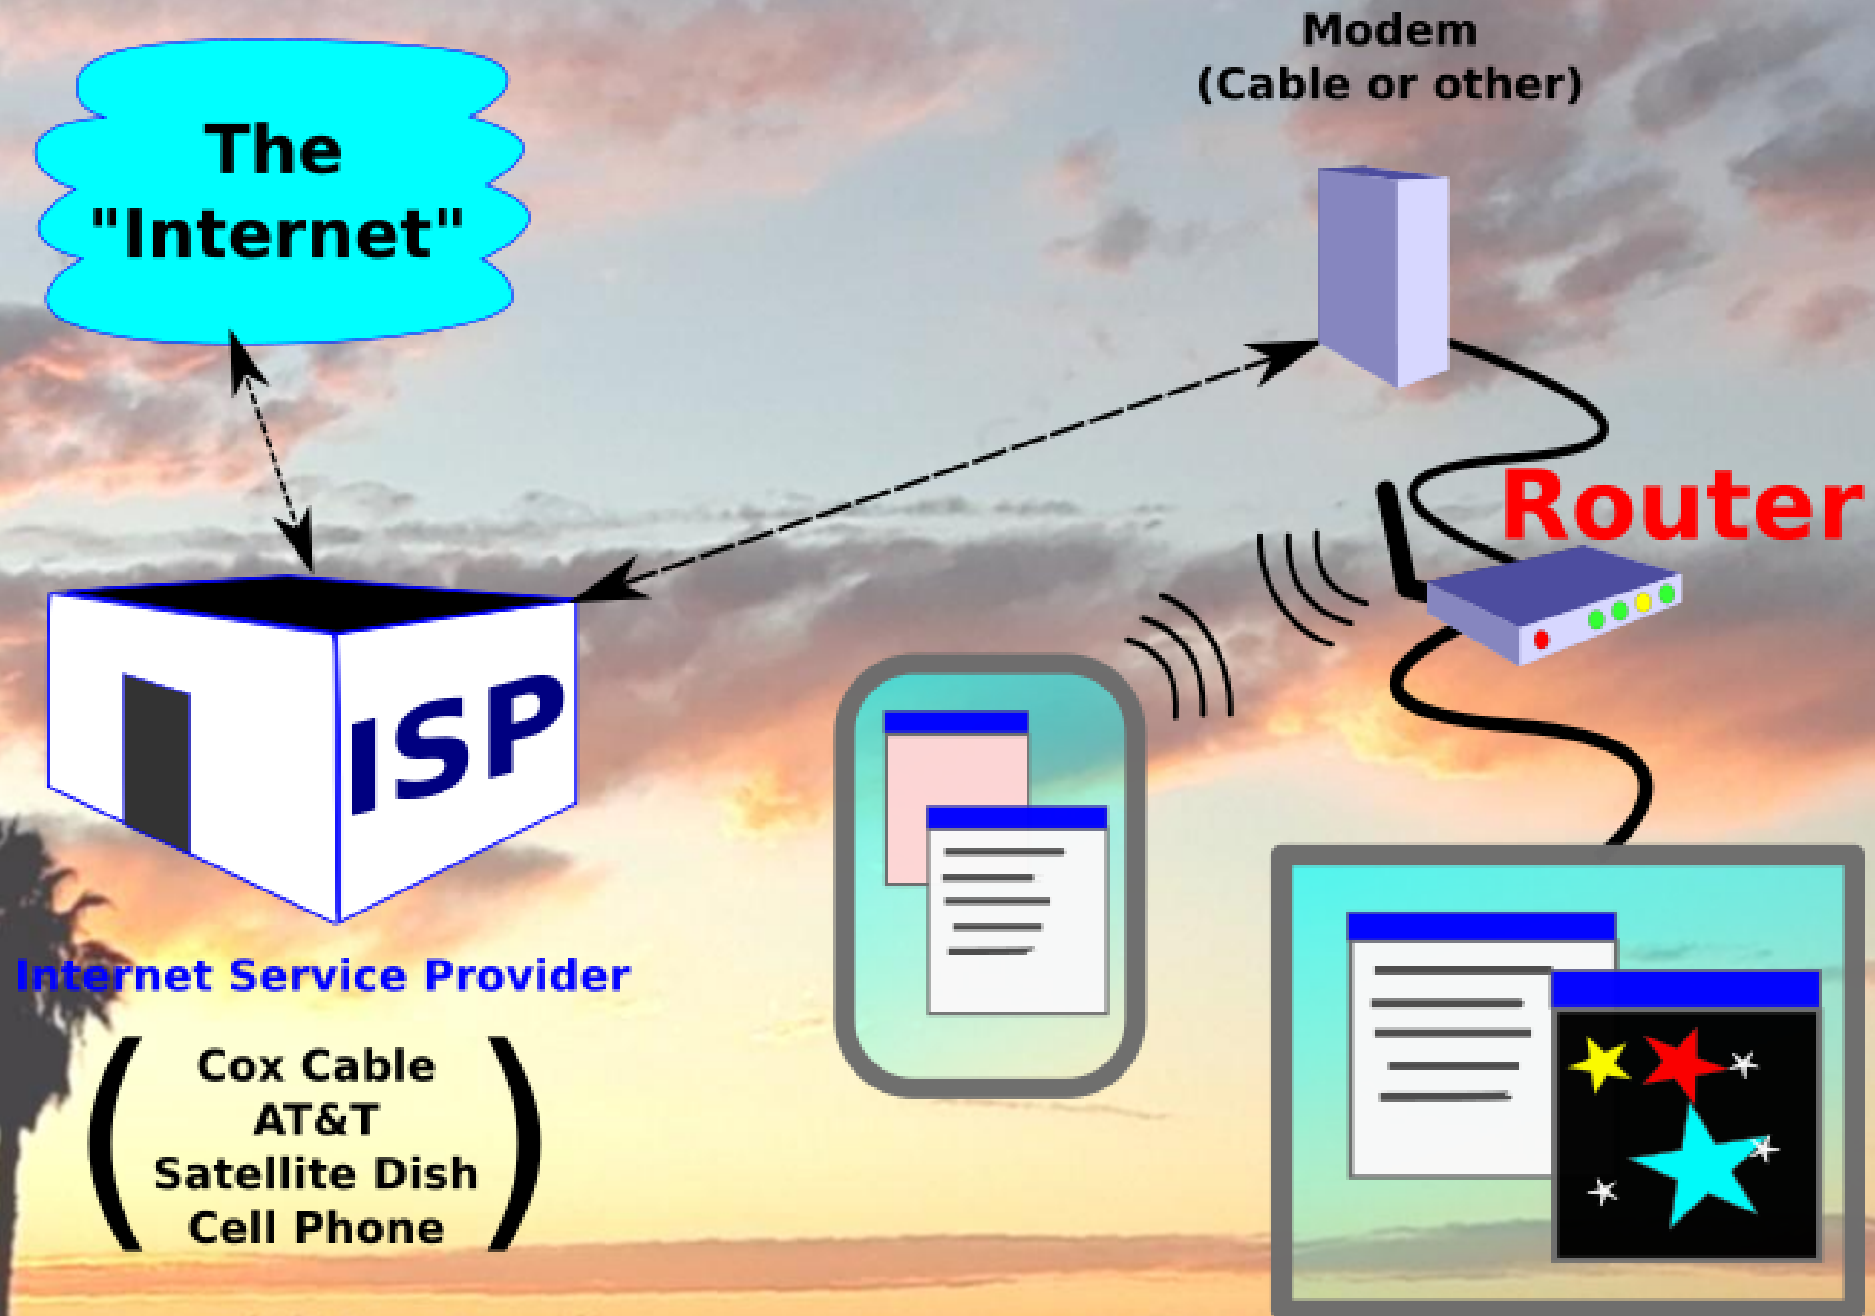 The
"Internet"
Modem
(Cable or other)
Router
ISP
Internet Service Provider
(Cox Cable
AT&T
Satellite Dish
Cell Phone)